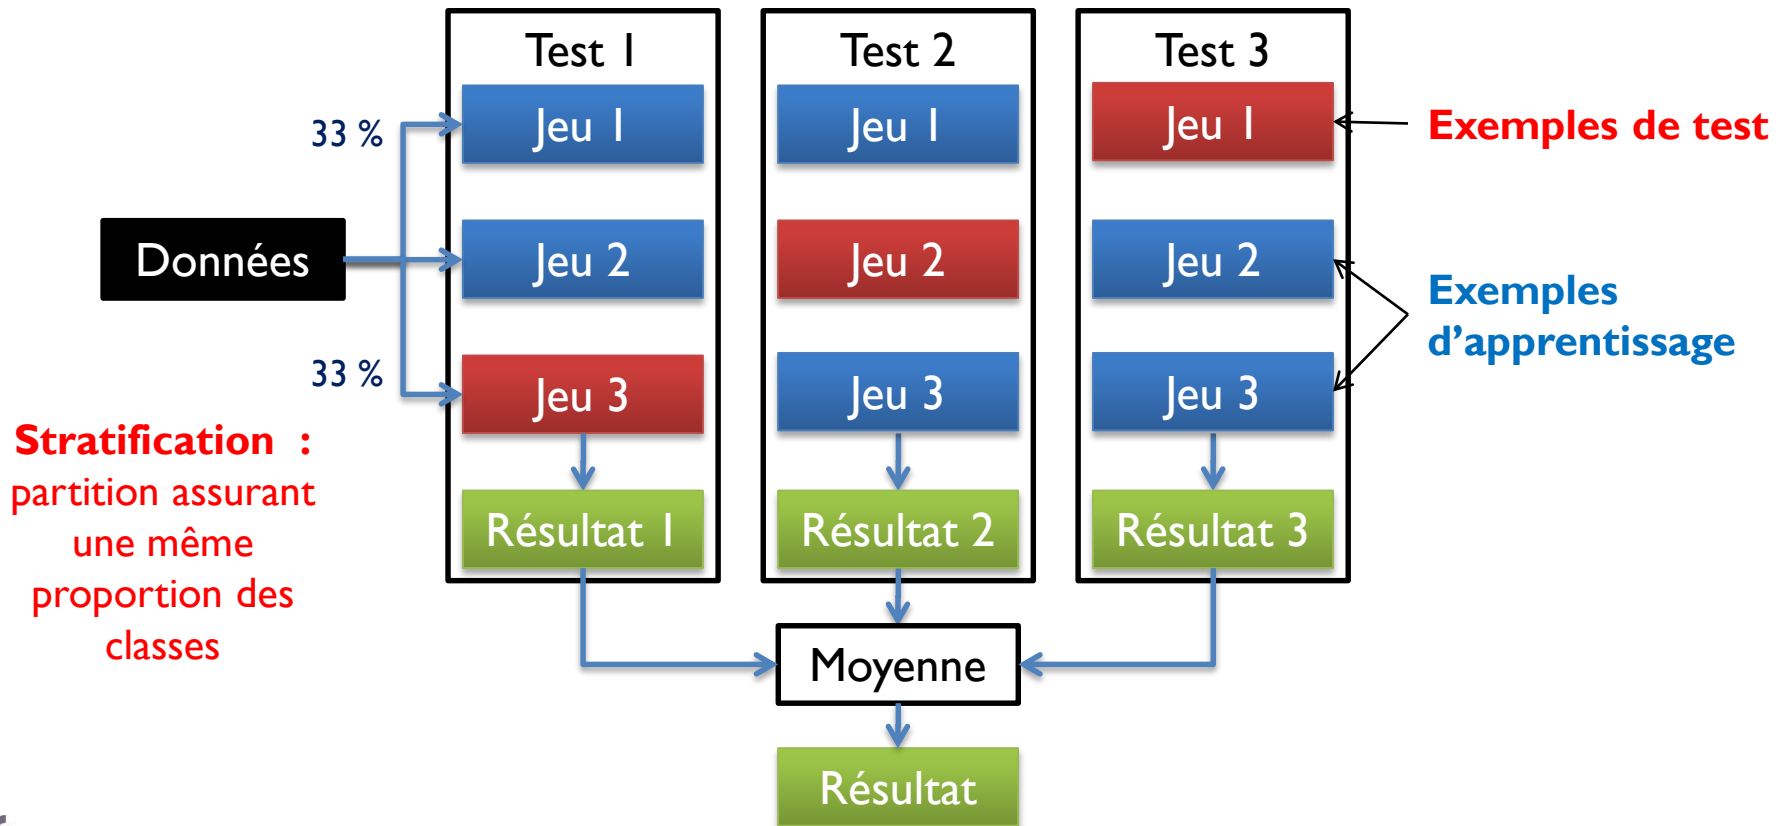 Test 1
Test 2
Test 3
33 %
Jeu 1
Jeu 1
Jeu 1
Exemples de test
Données
Jeu 2
Jeu 2
Jeu 2
Exemples
d’apprentissage
33 %
Jeu 3
Jeu 3
Jeu 3
Stratification :
partition assurant
une même
proportion des
classes
Résultat 1
Résultat 2
Résultat 3
Moyenne
Résultat